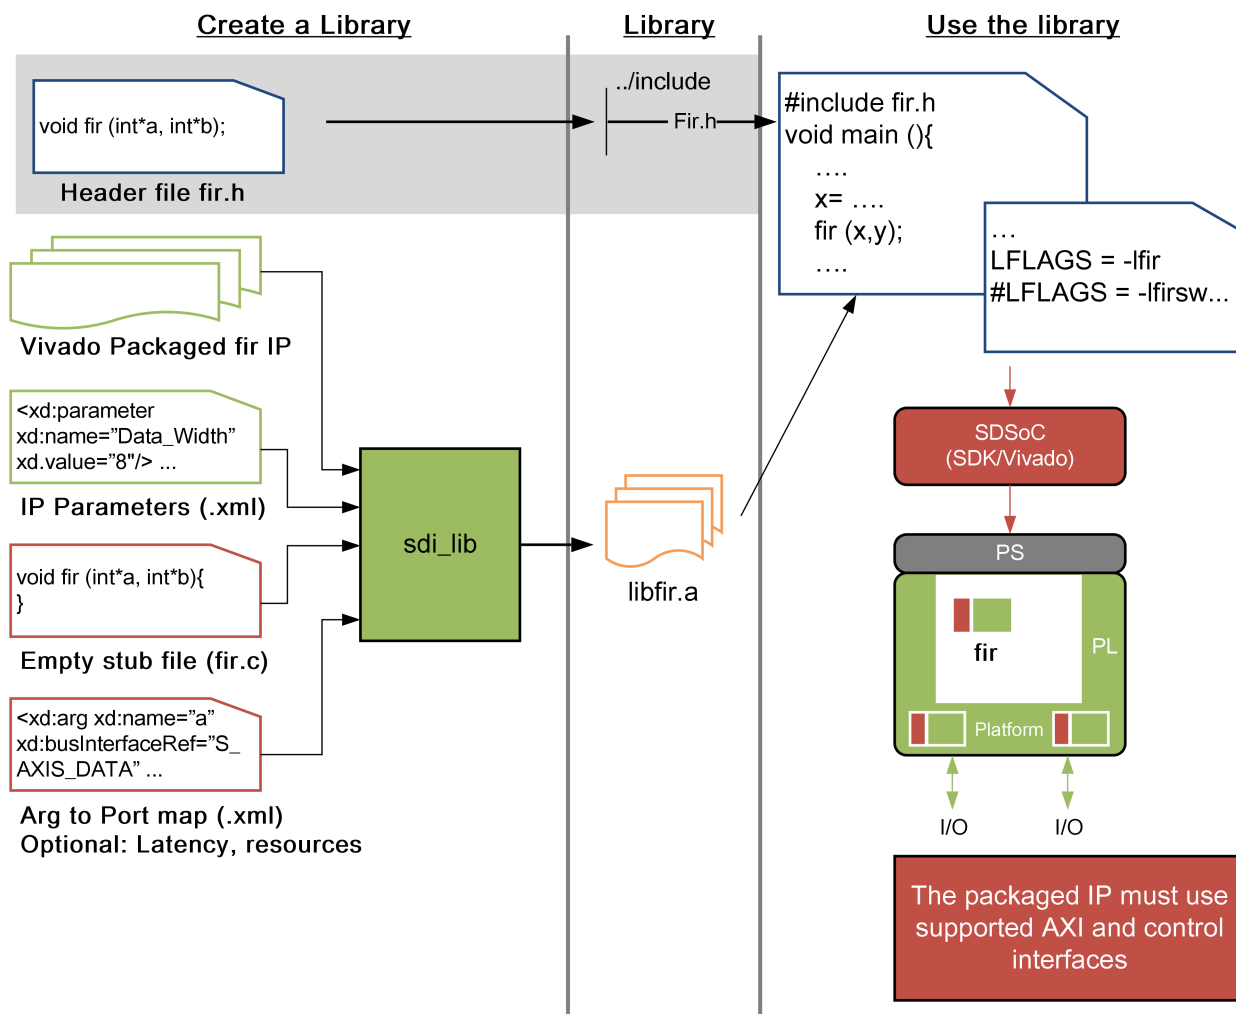 Create a Library
Library
Use the library
void fir (int*a, int*b);
Header file fir.h
../include
Fir.h
#include fir.h
void main (){
....
x= ....
fir (x,y);
....
...
LFLAGS = -lfir
#LFLAGS = -lfirsw...
Vivado Packaged fir IP
<xd:parameter
xd:name=”Data_Width”
xd.value=”8"/> ...
IP Parameters (.xml)
void fir (int*a, int*b){
}
Empty stub file (fir.c)
<xd:arg xd:name=”a”
xd:busInterfaceRef=”S_
AXIS_DATA” ...
Arg to Port map (.xml)
Optional: Latency, resources
sdi_lib
libfir.a
SDSoC
(SDK/Vivado)
PS
fir
PL
Platform
I/O
I/O
The packaged IP must use
supported AXI and control
interfaces